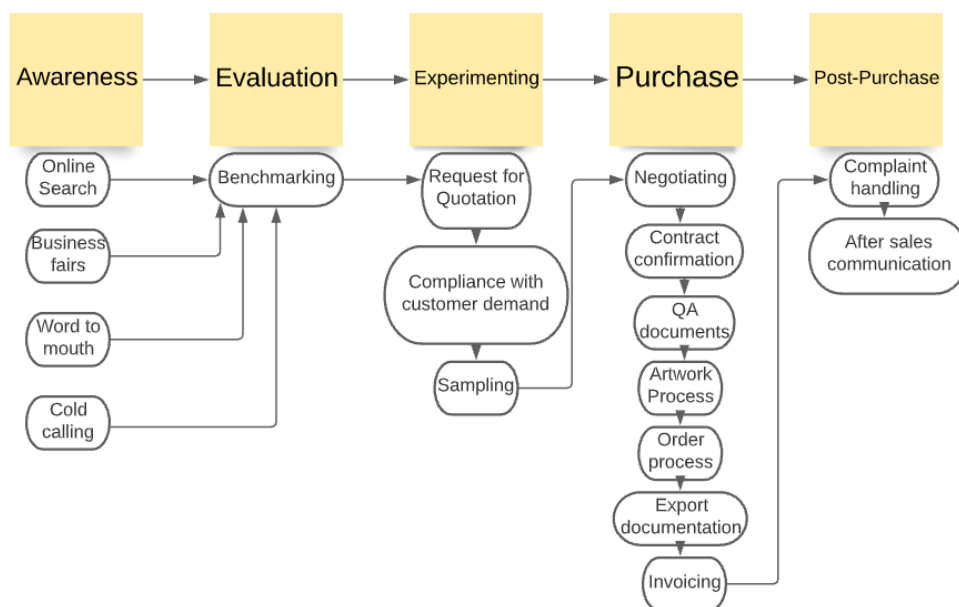 Awareness
Evaluation
Experimenting
Purchase
Post-Purchase
Online
Search
Business
fairs
Word to
mouth
Cold
calling
Benchmarking
Request for
Quotation
Compliance with
customer demand
Sampling
Negotiating
Contract
confirmation
QA
documents
Artwork
Process
Order
process
Export
documentation
Invoicing
Complaint
handling
After sales
communication